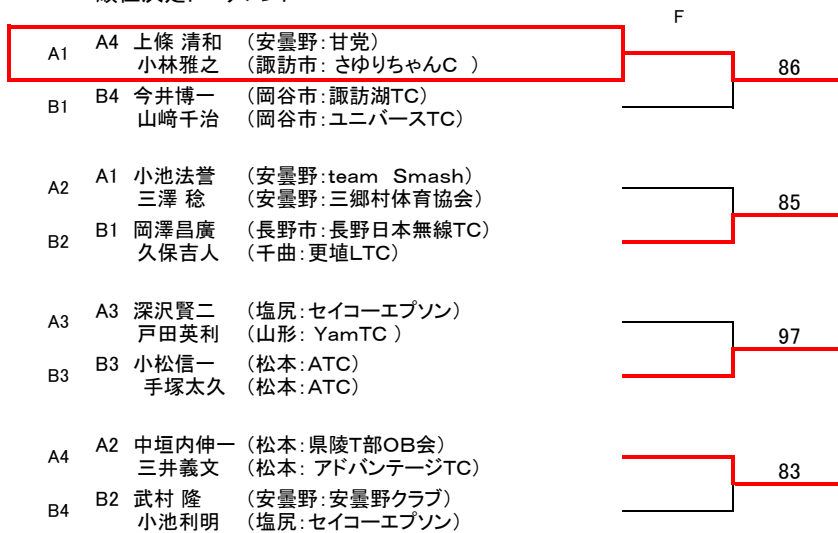 F
A1 A4 上條 清和 （安曇野：甘党）
小林雅之 （諏訪市： さゆりちゃんC ）
86
B1 B4 今井博一 （岡谷市：諏訪湖TC）
山﨑千治 （岡谷市：ユニバースTC）
A2 A1 小池法誉 （安曇野：team Smash）
三澤 稔 （安曇野：三郷村体育協会）
85
B2 B1 岡澤昌廣 （長野市：長野日本無線TC）
久保吉人 （千曲：更埴LTC）
A3 A3 深沢賢二 （塩尻：セイコーエプソン）
戸田英利 （山形： YamTC ）
97
B3 B3 小松信一 （松本：ATC）
手塚太久 （松本：ATC）
A4 A2 中垣内伸一 （松本：県陵T部OB会）
三井義文 （松本： アドバンテージTC）
83
B4 B2 武村 隆 （安曇野：安曇野クラブ）
小池利明 （塩尻：セイコーエプソン）